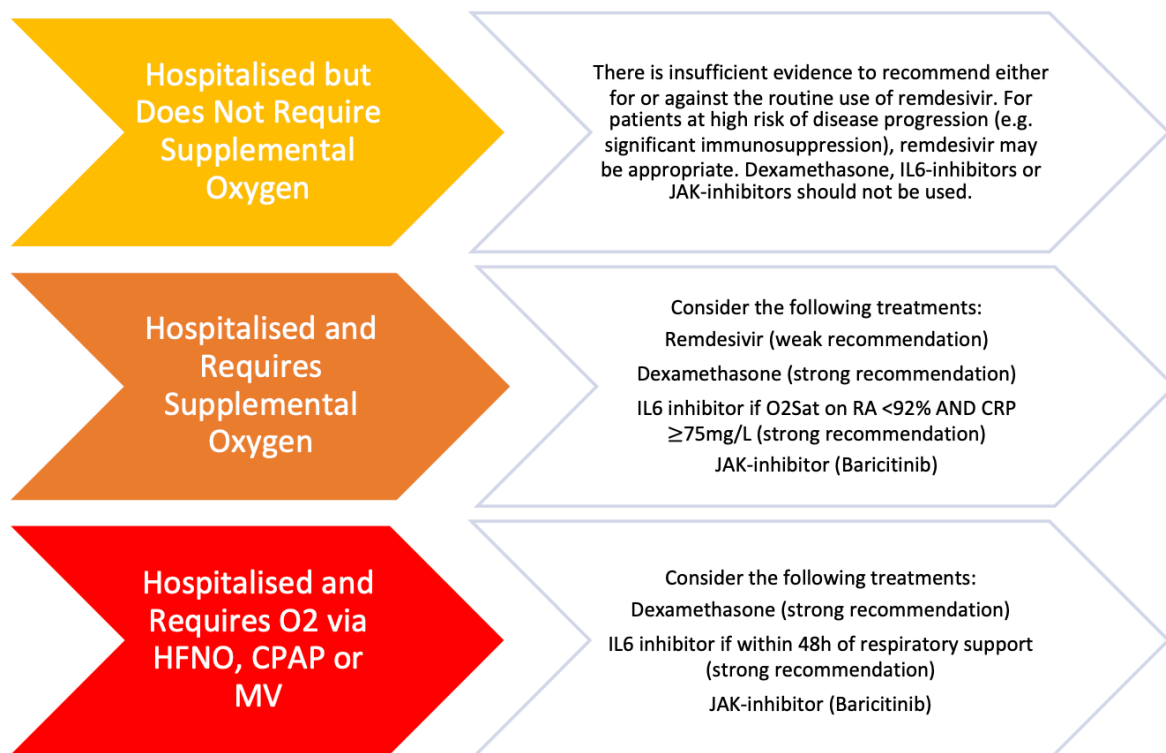 Hospitalised but
Does Not Require
Supplemental
Oxygen
There is insufficient evidence to recommend either
for or against the routine use of remdesivir. For
patients at high risk of disease progression (e.g.
significant immunosuppression), remdesivir may
be appropriate. Dexamethasone, IL6-inhibitors or
JAK-inhibitors should not be used.
Hospitalised and
Requires
Supplemental
Oxygen
Consider the following treatments:
Remdesivir (weak recommendation)
Dexamethasone (strong recommendation)
IL6 inhibitor if O2Sat on RA <92% AND CRP
≥75mg/L (strong recommendation)
JAK-inhibitor (Baricitinib)
Hospitalised and
Requires O2 via
HFNO, CPAP or
MV
Consider the following treatments:
Dexamethasone (strong recommendation)
IL6 inhibitor if within 48h of respiratory support
(strong recommendation)
JAK-inhibitor (Baricitinib)